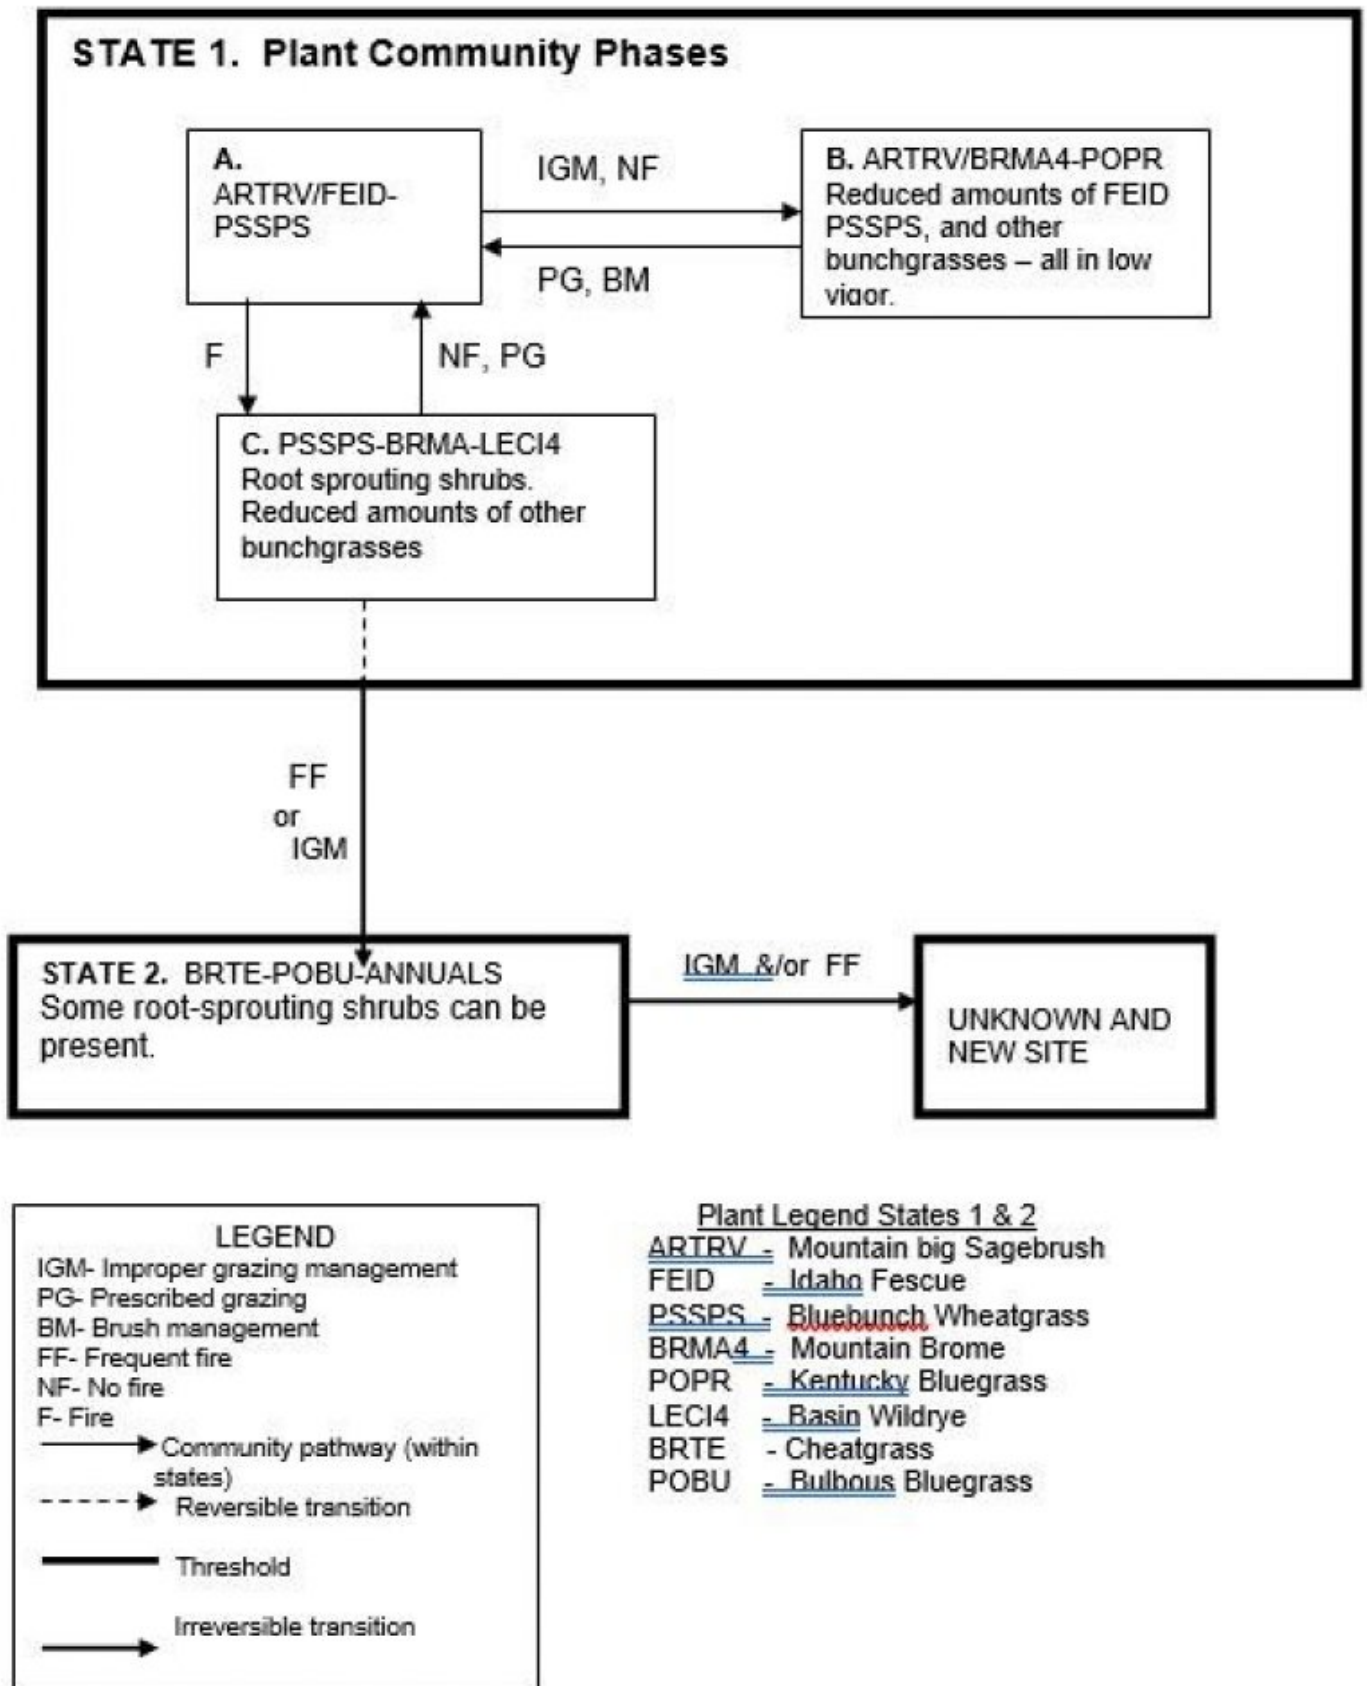 STATE 1. Plant Community Phases
A.
ARTRV/FEID-
PSSPS
IGM, NF
PG, BM
B. ARTRV/BRMA4-POPR
Reduced amounts of FEID
PSSPS, and other
bunchgrasses – all in low
vigor.
F
NF, PG
C. PSSPS-BRMA-LECI4
Root sprouting shrubs.
Reduced amounts of other
bunchgrasses
FF
or
IGM
STATE 2. BRTE-POBU-ANNUALS
Some root-sprouting shrubs can be
present.
IGM &/or FF
UNKNOWN AND
NEW SITE
LEGEND
IGM- Improper grazing management
PG- Prescribed grazing
BM- Brush management
FF- Frequent fire
NF- No fire
F- Fire
Community pathway (within
states)
Reversible transition
Threshold
Irreversible transition
Plant Legend States 1 & 2
ARTRV - Mountain big Sagebrush
FEID - Idaho Fescue
PSSPS - Bluebunch Wheatgrass
BRMA4 - Mountain Brome
POPR - Kentucky Bluegrass
LECI4 - Basin Wildrye
BRTE - Cheatgrass
POBU - Bulbous Bluegrass